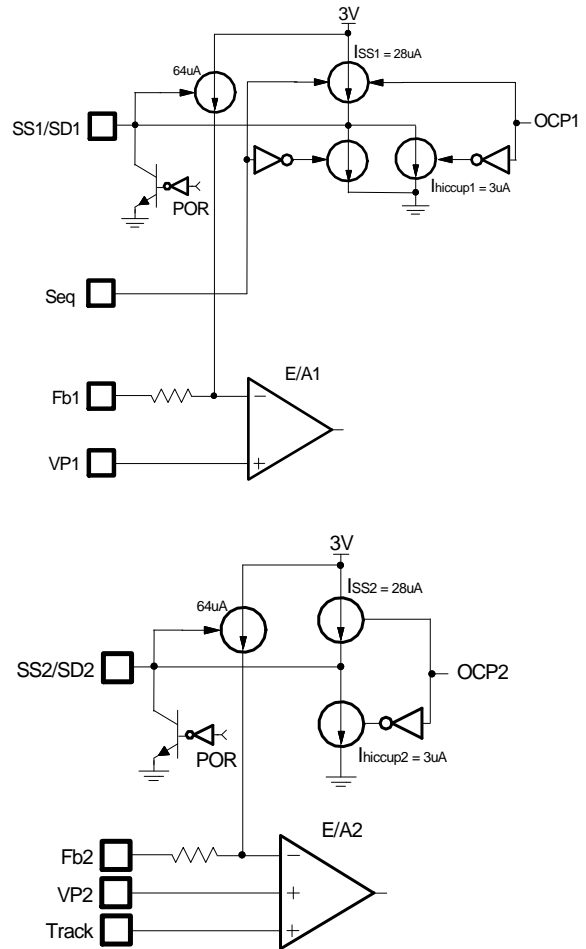 3V
ISS1 = 28uA
64uA
SS1/SD1
OCP1
Ihiccup1 = 3uA
POR
Seq
E/A1
Fb1
VP1
3V
ISS2 = 28uA
64uA
SS2/SD2
OCP2
POR
Ihiccup2 = 3uA
E/A2
Fb2
VP2
Track